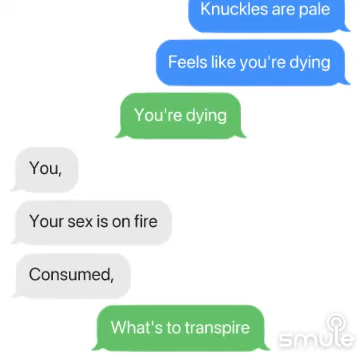 Knuckles are pale
Feels like you're dying
You're dying
You,
Your sex is on fire
Consumed,
What's to transpire
smule